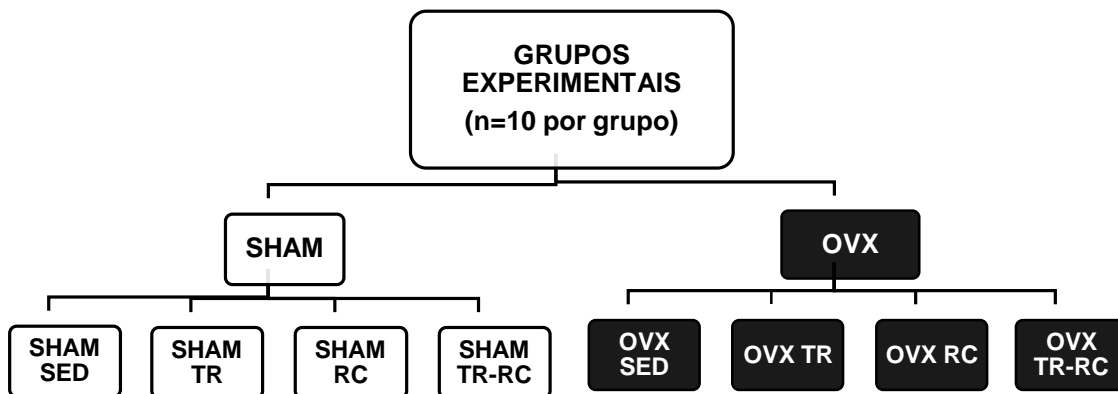 GRUPOS
EXPERIMENTAIS
(n=10 por grupo)
SHAM
OVX
SHAM
SED
SHAM
TR
SHAM
RC
SHAM
TR-RC
OVX
SED
OVX TR
OVX RC
OVX
TR-RC